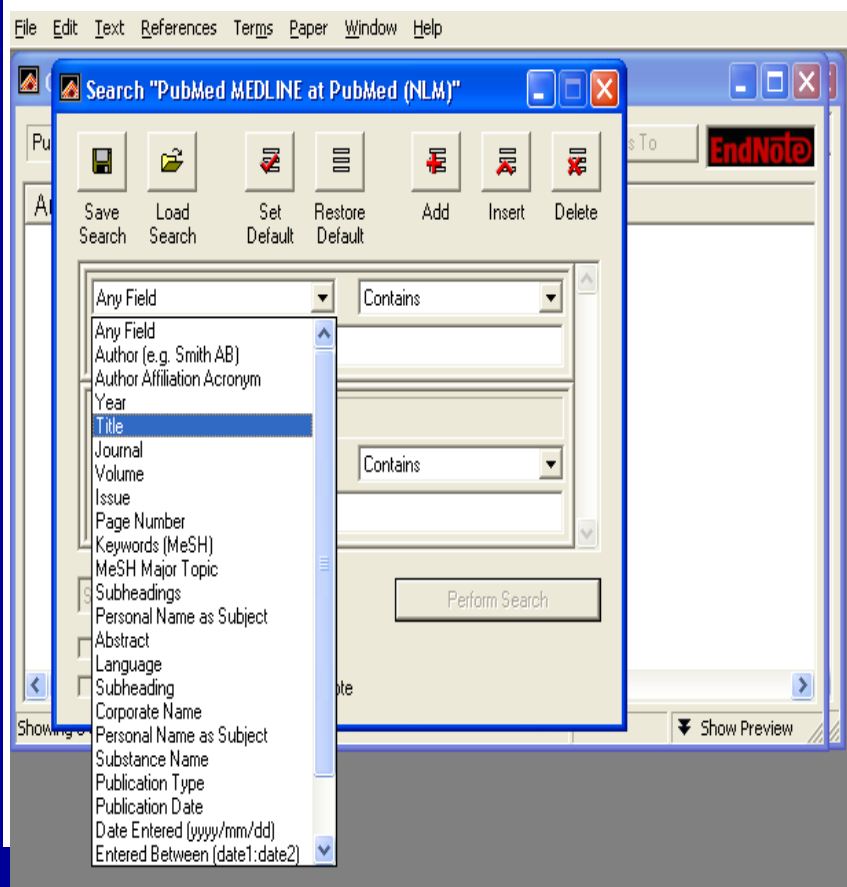 File Edit Text References Terms Paper Window Help
Search "PubMed MEDLINE at PubMed (NLM)"
Pu
s To
EndNote
Save Search
Load Search
Set Default
Restore Default
Add
Insert
Delete
Any Field
Contains
Any Field
Author (e.g. Smith AB)
Author Affiliation Acronym
Year
Title
Journal
Volume
Issue
Page Number
Keywords (MeSH)
MeSH Major Topic
Subheadings
Personal Name as Subject
Abstract
Language
Subheading
Corporate Name
Personal Name as Subject
Substance Name
Publication Type
Publication Date
Date Entered (yyyy/mm/dd)
Entered Between (date1:date2)
Contains
Perform Search
Show Preview